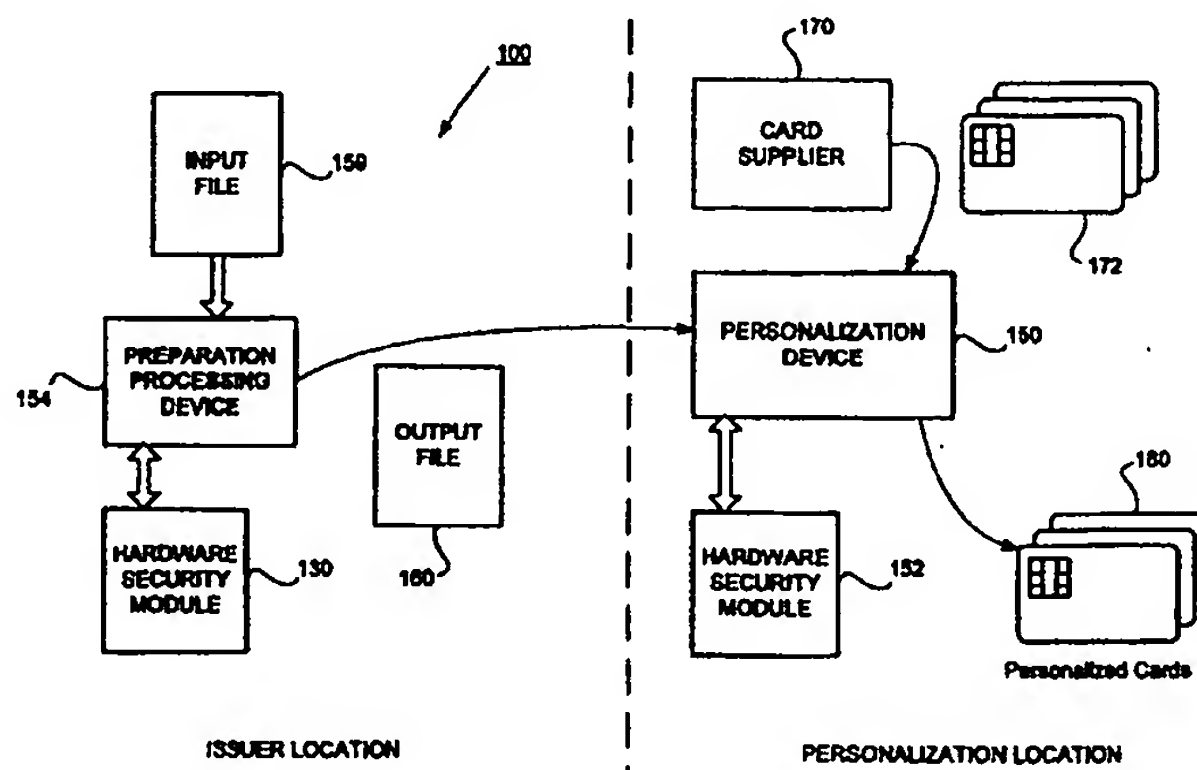 100
170
INPUT
FILE
159
CARD
SUPPLIER
172
PREPARATION
PROCESSING
DEVICE
154
PERSONALIZATION
DEVICE
150
OUTPUT
FILE
160
180
HARDWARE
SECURITY
MODULE
130
HARDWARE
SECURITY
MODULE
152
Personalized Cards
ISSUER LOCATION
PERSONALIZATION LOCATION